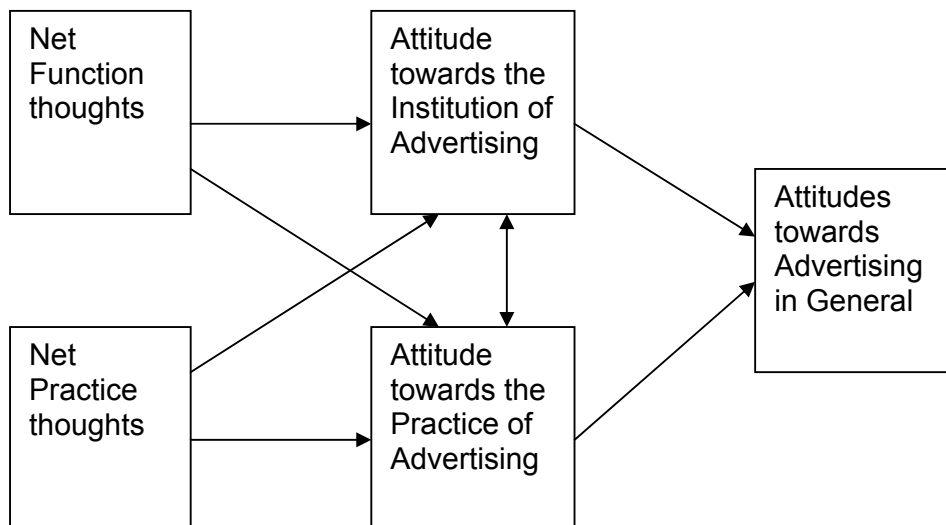 Net
Function
thoughts
Attitude
towards the
Institution of
Advertising
Attitudes
towards
Advertising
in General
Net
Practice
thoughts
Attitude
towards the
Practice of
Advertising